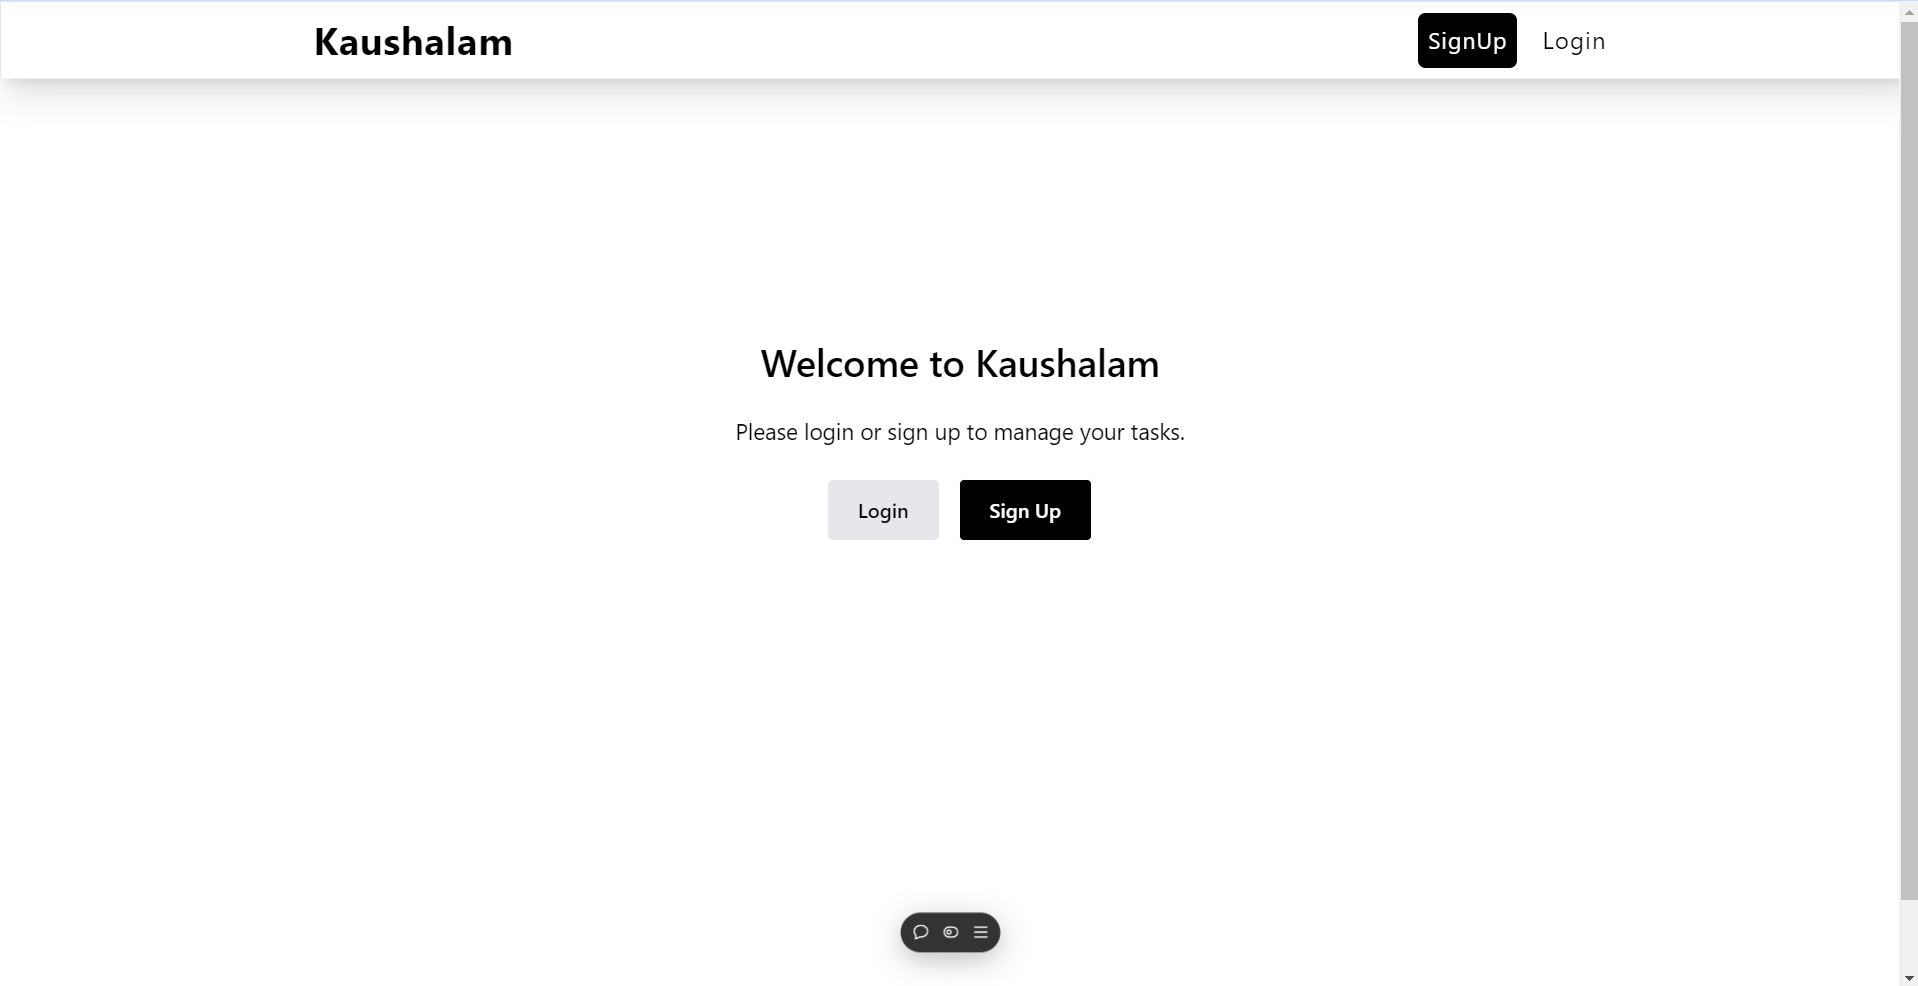 Kaushalam
SignUp
Login
Welcome to Kaushalam
Please login or sign up to manage your tasks.
Login
Sign Up